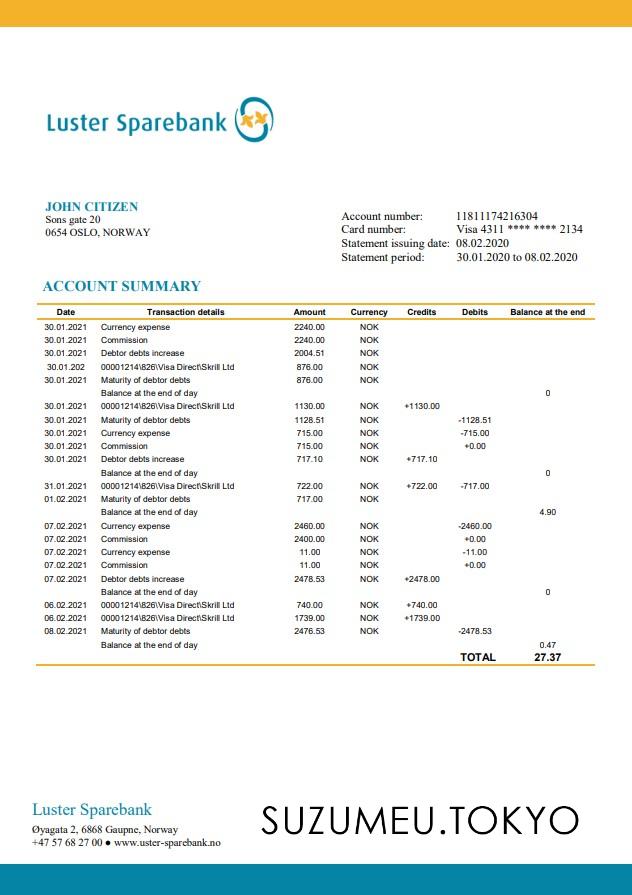 Luster Sparebank
JOHN CITIZEN
Sons gate 20
0654 OSLO, NORWAY
Account number: 11811174216304
Card number: Visa 4311 **** **** 2134
Statement issuing date: 08.02.2020
Statement period: 30.01.2020 to 08.02.2020
ACCOUNT SUMMARY
Date Transaction details Amount Currency Credits Debits Balance at the end
30.01.2021 Currency expense 2240.00 NOK
30.01.2021 Commission 2240.00 NOK
30.01.2021 Debtor debts increase 2004.51 NOK
30.01.202 00001214\826\Visa Direct\Skrill Ltd 876.00 NOK
30.01.2021 Maturity of debtor debts 876.00 NOK
Balance at the end of day 0
30.01.2021 00001214\826\Visa Direct\Skrill Ltd 1130.00 NOK +1130.00
30.01.2021 Maturity of debtor debts 1128.51 NOK -1128.51
30.01.2021 Currency expense 715.00 NOK -715.00
30.01.2021 Commission 715.00 NOK +0.00
30.01.2021 Debtor debts increase 717.10 NOK +717.10
Balance at the end of day 0
31.01.2021 00001214\826\Visa Direct\Skrill Ltd 722.00 NOK +722.00 -717.00
01.02.2021 Maturity of debtor debts 717.00 NOK
Balance at the end of day 4.90
07.02.2021 Currency expense 2460.00 NOK -2460.00
07.02.2021 Commission 2400.00 NOK +0.00
07.02.2021 Currency expense 11.00 NOK -11.00
07.02.2021 Commission 11.00 NOK +0.00
07.02.2021 Debtor debts increase 2478.53 NOK +2478.00
Balance at the end of day 0
06.02.2021 00001214\826\Visa Direct\Skrill Ltd 740.00 NOK +740.00
06.02.2021 00001214\826\Visa Direct\Skrill Ltd 1739.00 NOK +1739.00
08.02.2021 Maturity of debtor debts 2476.53 NOK -2478.53
Balance at the end of day 0.47
TOTAL 27.37
Luster Sparebank
Øyagata 2, 6868 Gaupne, Norway
+47 57 68 27 00 ● www.uster-sparebank.no
SUZUMEU.TOKYO